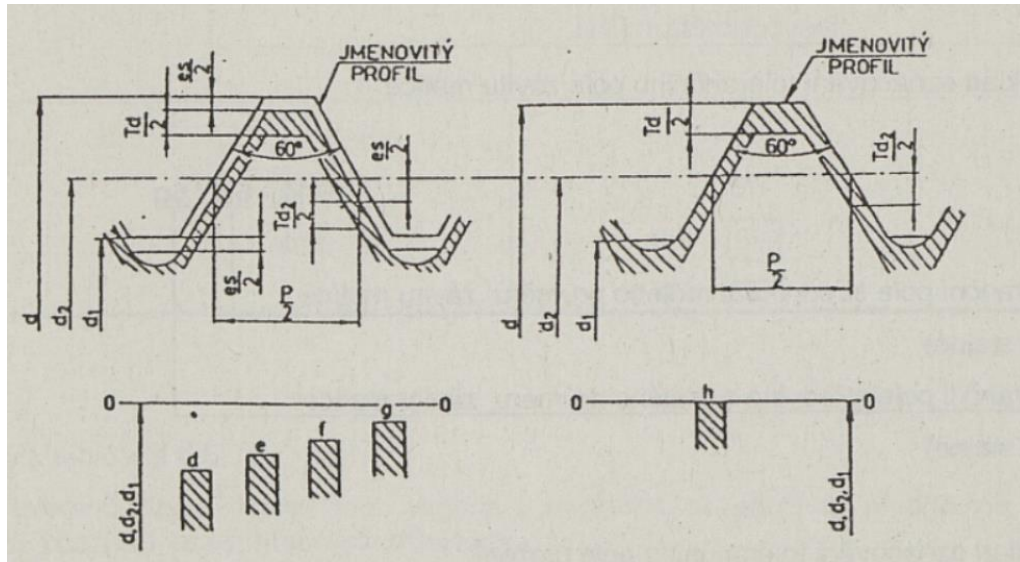 JMENOVITÝ
PROFIL
es/2
Td/2
60°
es/2
Td₂/2
es/2
P/2
d
d₂
d₁
JMENOVITÝ
PROFIL
Td/2
60°
Td₂/2
P/2
d
d₂
d₁
0
d
e
f
g
0
d,d₂,d₁
0
h
0
d,d₂,d₁